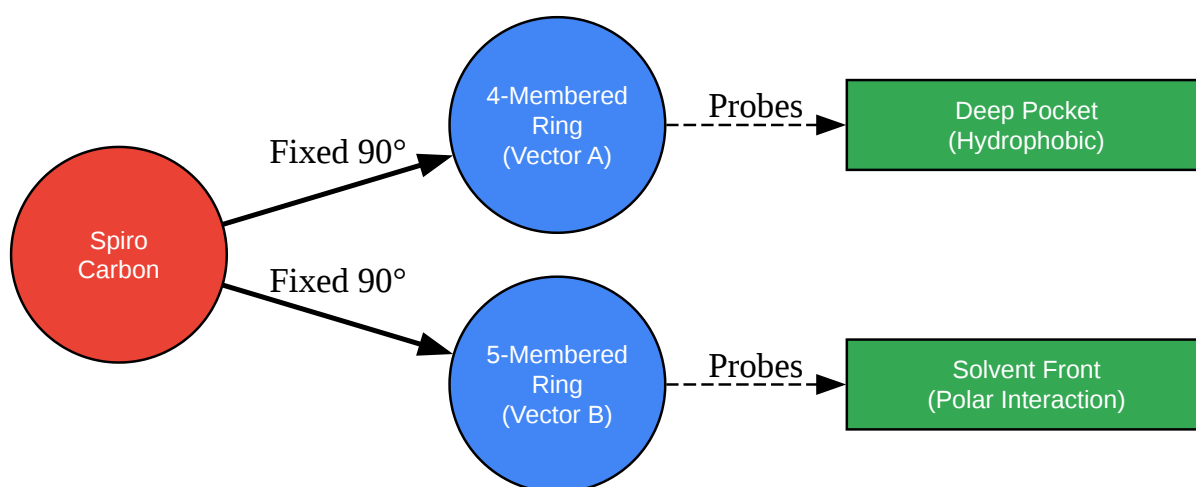 Spiro
Carbon
Fixed 90°
Fixed 90°
4-Membered
Ring
(Vector A)
5-Membered
Ring
(Vector B)
Probes
Probes
Deep Pocket
(Hydrophobic)
Solvent Front
(Polar Interaction)